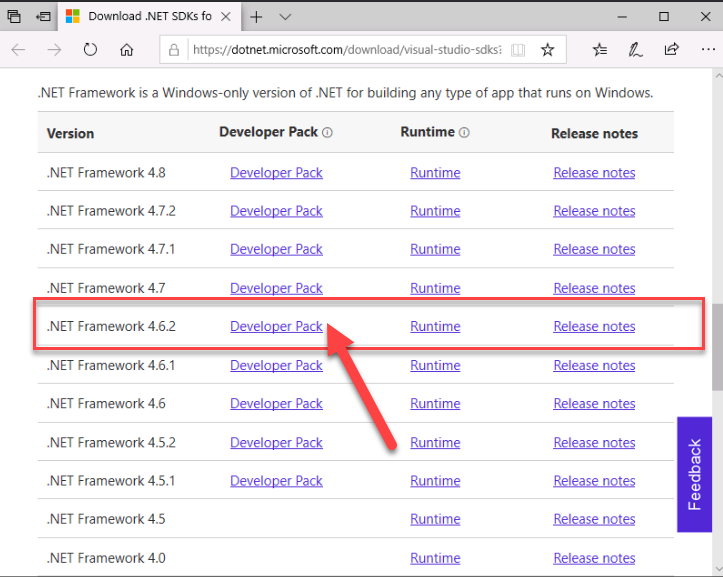 Download .NET SDKs fo
https://dotnet.microsoft.com/download/visual-studio-sdks?
.NET Framework is a Windows-only version of .NET for building any type of app that runs on Windows.
Version Developer Pack Runtime Release notes
.NET Framework 4.8 Developer Pack Runtime Release notes
.NET Framework 4.7.2 Developer Pack Runtime Release notes
.NET Framework 4.7.1 Developer Pack Runtime Release notes
.NET Framework 4.7 Developer Pack Runtime Release notes
.NET Framework 4.6.2 Developer Pack Runtime Release notes
.NET Framework 4.6.1 Developer Pack Runtime Release notes
.NET Framework 4.6 Developer Pack Runtime Release notes
.NET Framework 4.5.2 Developer Pack Runtime Release notes
.NET Framework 4.5.1 Developer Pack Runtime Release notes
.NET Framework 4.5 Runtime Release notes
.NET Framework 4.0 Runtime Release notes
Feedback